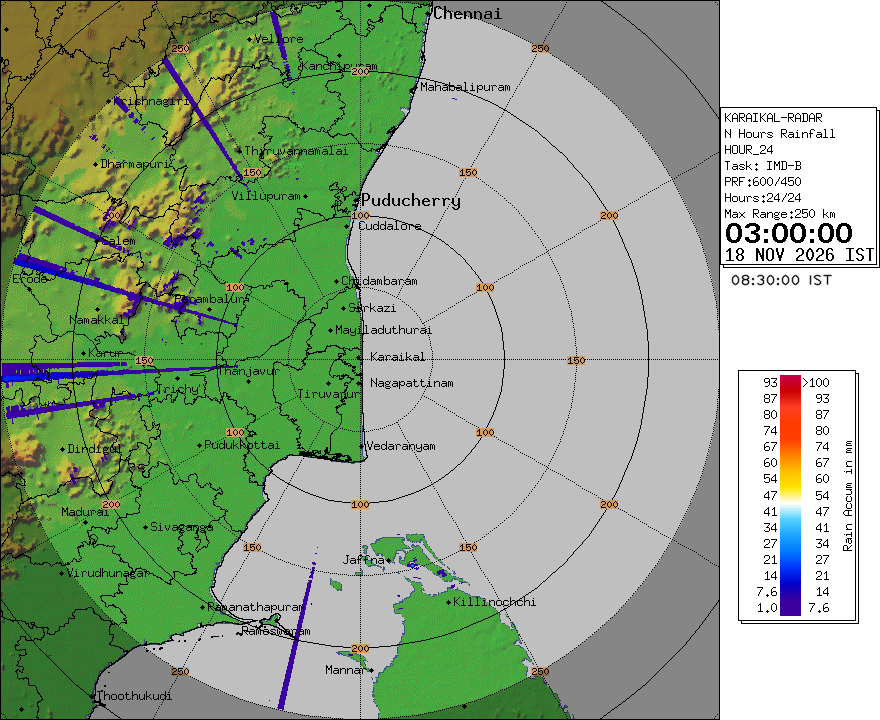 Chennai
Vellore
250
250
Kanchipuram
200
Mahabalipuram
Krishnagiri
Thiruvannamalai
Dharmapuri
150
150
Villupuram
Puducherry
200
100
200
Cuddalore
Salem
Erode
Chidambaram
100
100
Perambalur
Sirkazi
Namakkal
Mayiladuthurai
Karur
150
Karaikal
150
Thanjavur
Nagapattinam
Trichy
Tiruvarur
100
100
Pudukkottai
Vedaranyam
Dindigul
200
100
200
Madurai
Sivaganga
150
150
Jaffna
Virudhunagar
Killinochchi
Ramanathapuram
Rameswaram
200
250
Mannar
250
Thoothukudi
KARAIKAL-RADAR
N Hours Rainfall
HOUR_24
Task: IMD-B
PRF:600/450
Hours:24/24
Max Range:250 km
03:00:00
18 NOV 2026 IST
08:30:00 IST
93 >100
87 93
80 87
74 80
67 74
60 67
54 60
47 54
41 47
34 41
27 34
21 27
14 21
7.6 14
1.0 7.6
Rain Accum in mm